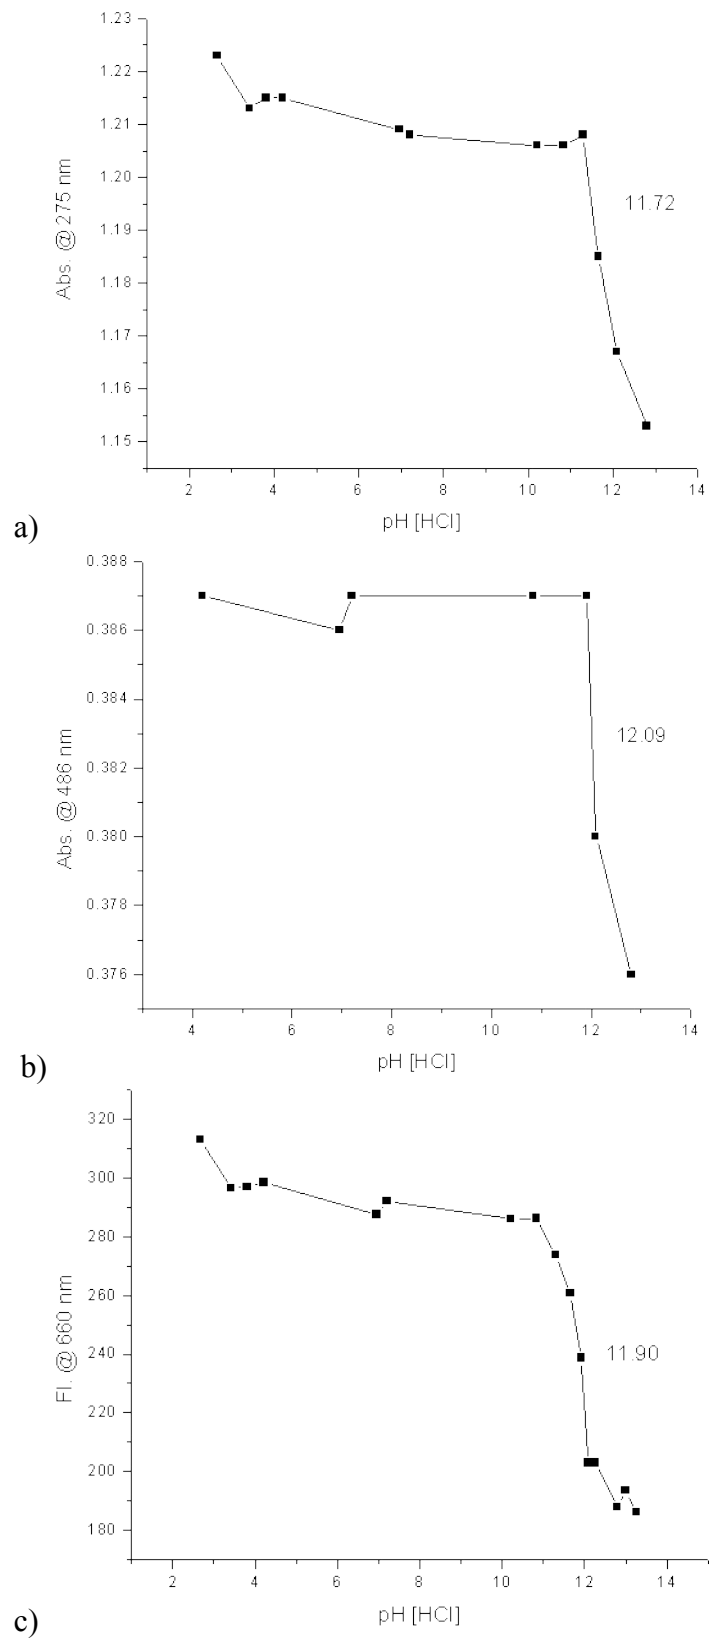 1.23
1.22
1.21
1.20
1.19
1.18
1.17
1.16
1.15
Abs. @ 275 nm
11.72
2 4 6 8 10 12 14
pH [HCl]
a)
0.388
0.386
0.384
0.382
0.380
0.378
0.376
Abs. @ 486 nm
12.09
4 6 8 10 12 14
pH [HCl]
b)
320
300
280
260
240
220
200
180
Fl. @ 660 nm
11.90
2 4 6 8 10 12 14
pH [HCl]
c)